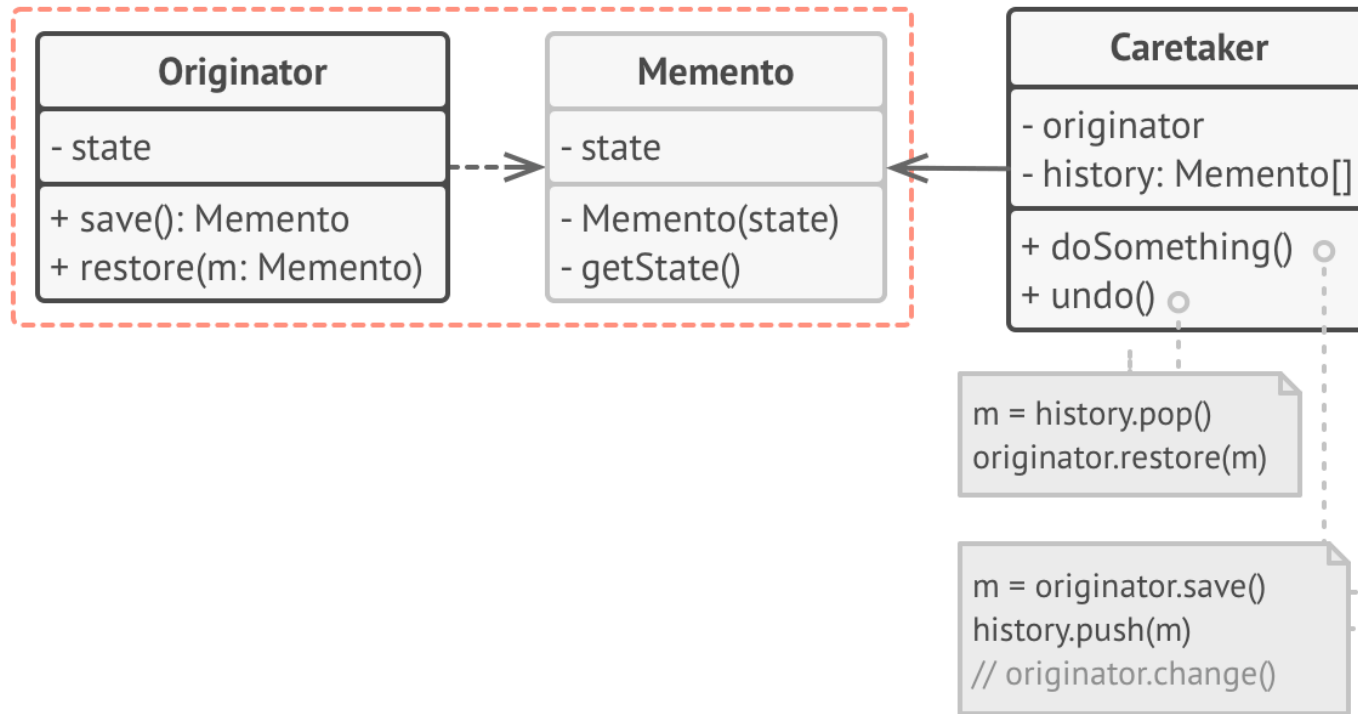 Originator
- state
+ save(): Memento
+ restore(m: Memento)
Memento
- state
- Memento(state)
- getState()
Caretaker
- originator
- history: Memento[]
+ doSomething()
+ undo()
m = history.pop()
originator.restore(m)
m = originator.save()
history.push(m)
// originator.change()